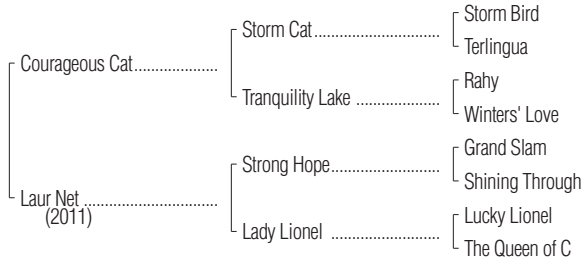 Storm Bird
Storm Cat
Terlingua
Courageous Cat
Rahy
Tranquility Lake
Winters' Love
Grand Slam
Strong Hope
Shining Through
Laur Net
(2011)
Lucky Lionel
Lady Lionel
The Queen of C